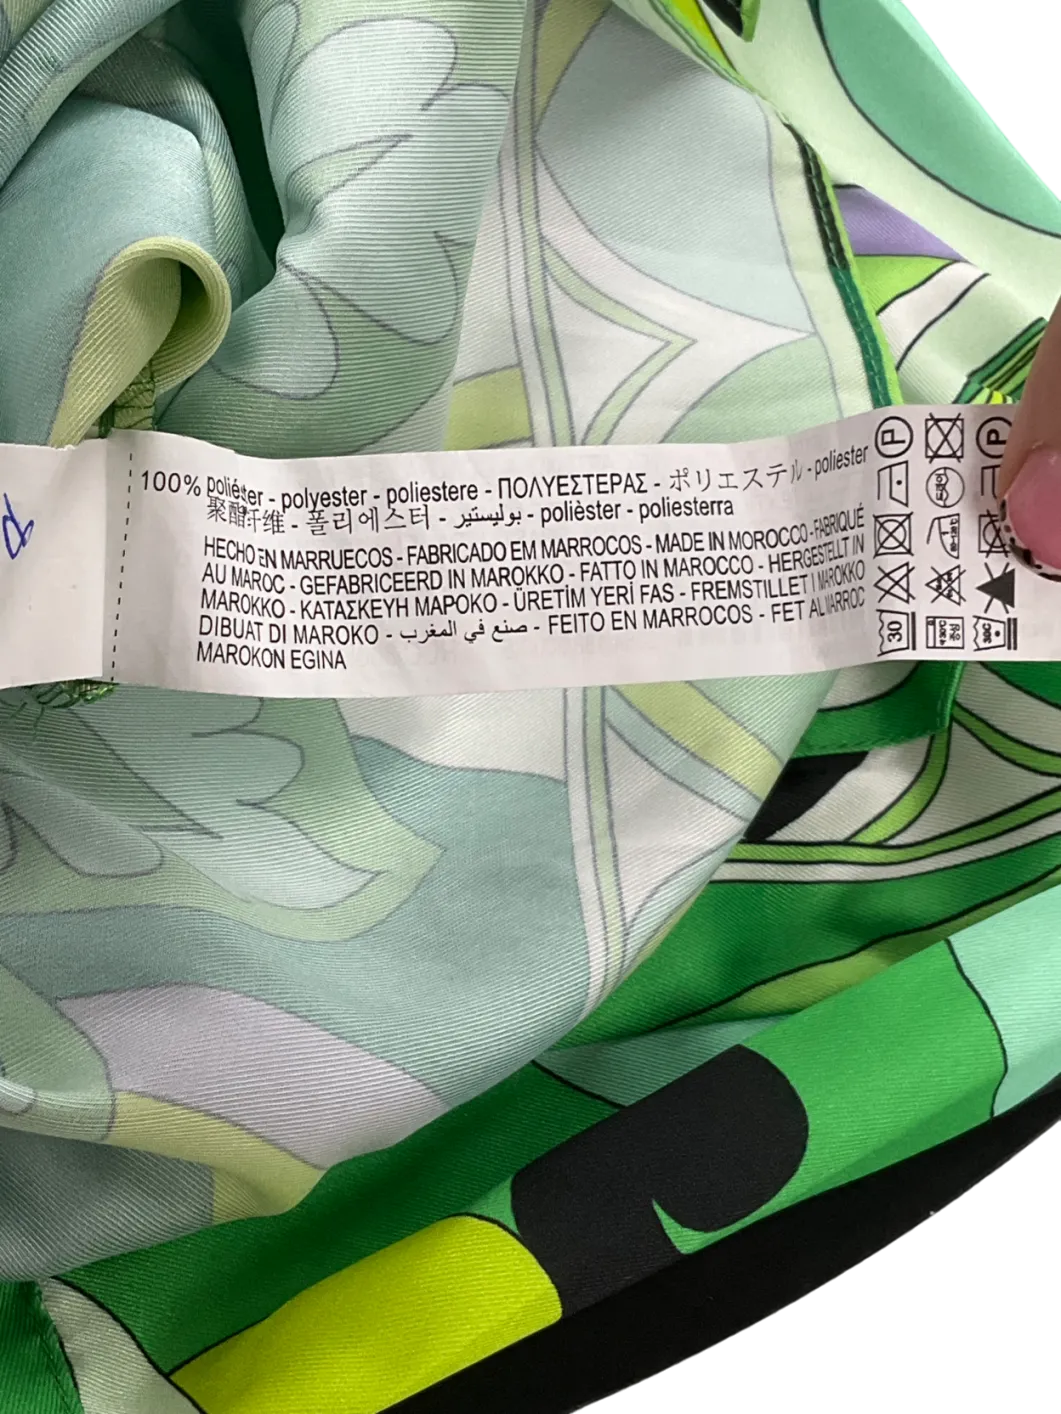 100% poliéster - polyester - poliestere - ΠΟΛΥΕΣΤΕΡΑΣ - ポリエステル - poliester
聚酯纤维 - 폴리에스터 - بوليستير - polièster - poliesterra
HECHO EN MARRUECOS - FABRICADO EM MARROCOS - MADE IN MOROCCO - FABRIQUÉ
AU MAROC - GEFABRICEERD IN MAROKKO - FATTO IN MAROCCO - HERGESTELLT IN
MAROKKO - ΚΑΤΑΣΚΕΥΗ ΜΑΡΟΚΟ - ÜRETİM YERİ FAS - FREMSTILLET I MAROKKO
DIBUAT DI MAROKO - صنع في المغرب - FEITO EN MARROCOS - FET AL MARROC
MAROKON EGINA
P
P
30